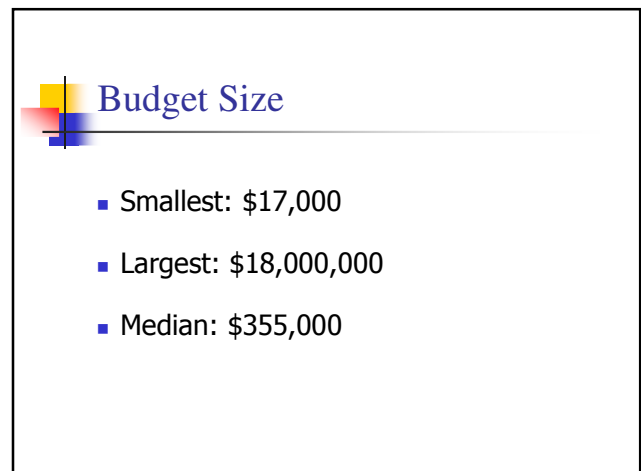 Budget Size
Smallest: $17,000
Largest: $18,000,000
Median: $355,000